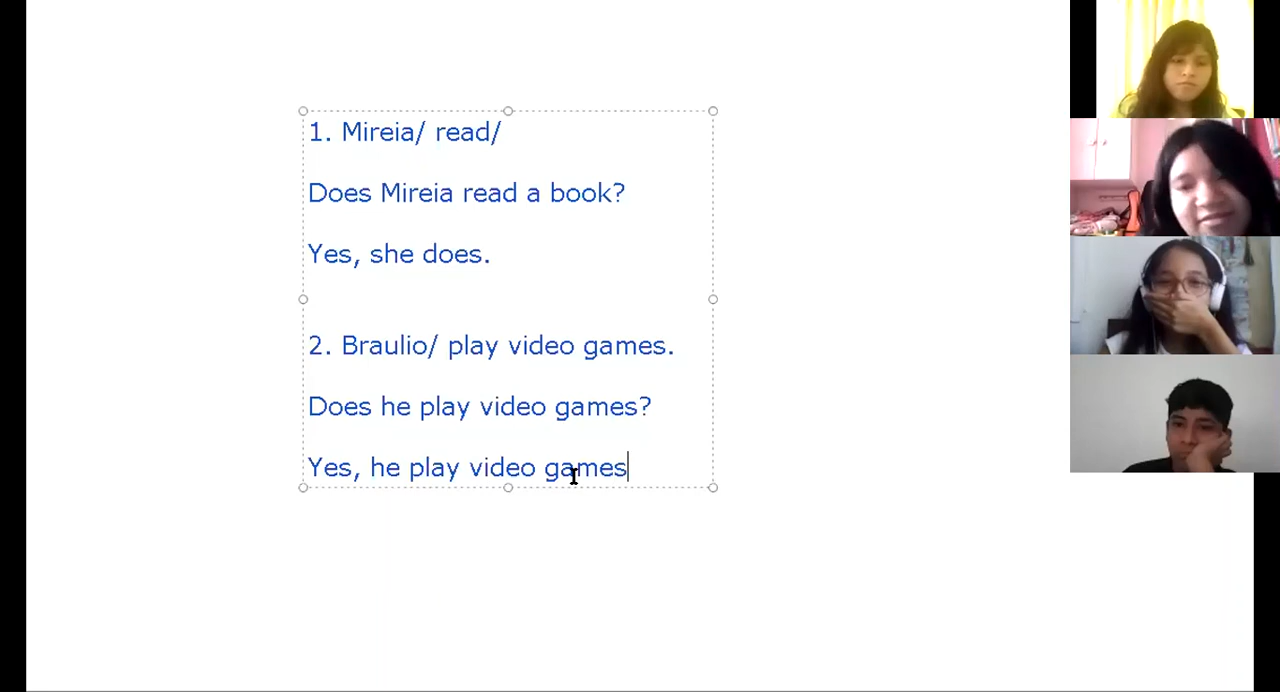 1. Mireia/ read/
Does Mireia read a book?
Yes, she does.
2. Braulio/ play video games.
Does he play video games?
Yes, he play video games